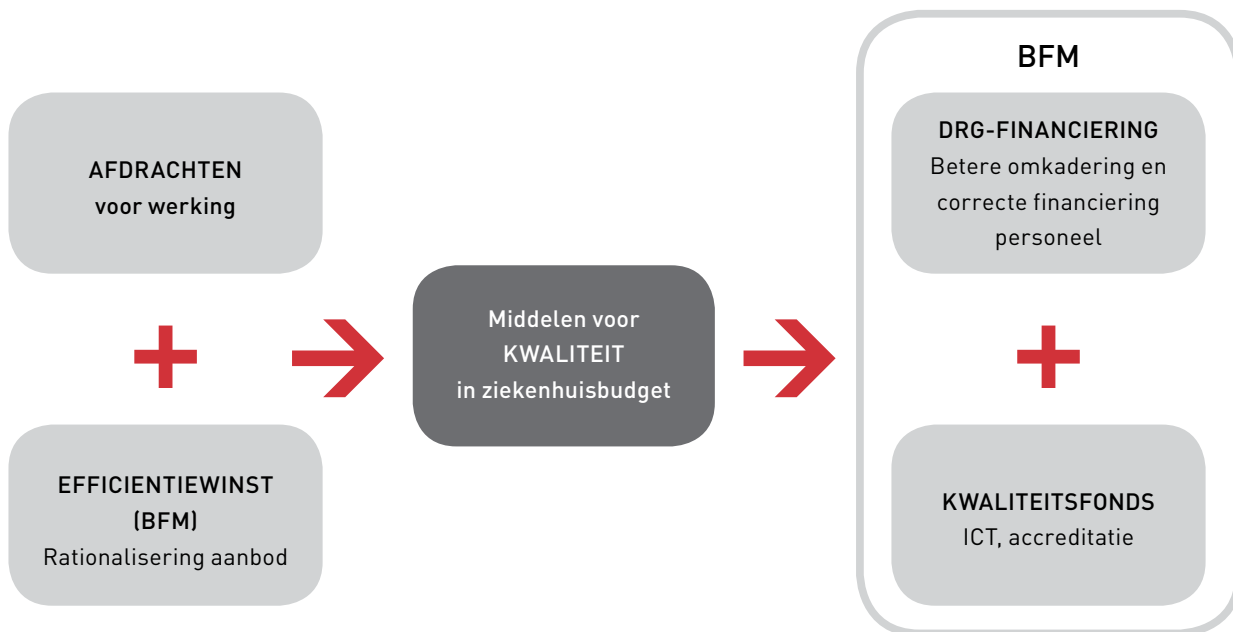 AFDRACHTEN
voor werking
EFFICIENTIEWINST
(BFM)
Rationalisering aanbod
Middelen voor
KWALITEIT
in ziekenhuisbudget
BFM
DRG-FINANCIERING
Betere omkadering en
correcte financiering
personeel
KWALITEITSFONDS
ICT, accreditatie